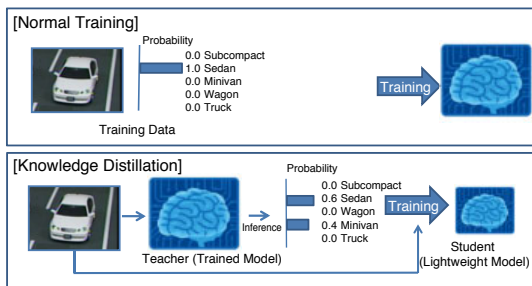 [Normal Training]
Probability
0.0 Subcompact
1.0 Sedan
0.0 Minivan
0.0 Wagon
0.0 Truck
Training Data
Training
[Knowledge Distillation]
Probability
0.0 Subcompact
0.6 Sedan
0.0 Wagon
0.4 Minivan
0.0 Truck
Inference
Training
Teacher (Trained Model)
Student
(Lightweight Model)